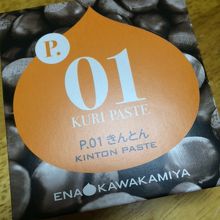 P.
01
KURI PASTE
P.01 きんとん
KINTON PASTE
ENA KAWAKAMIYA